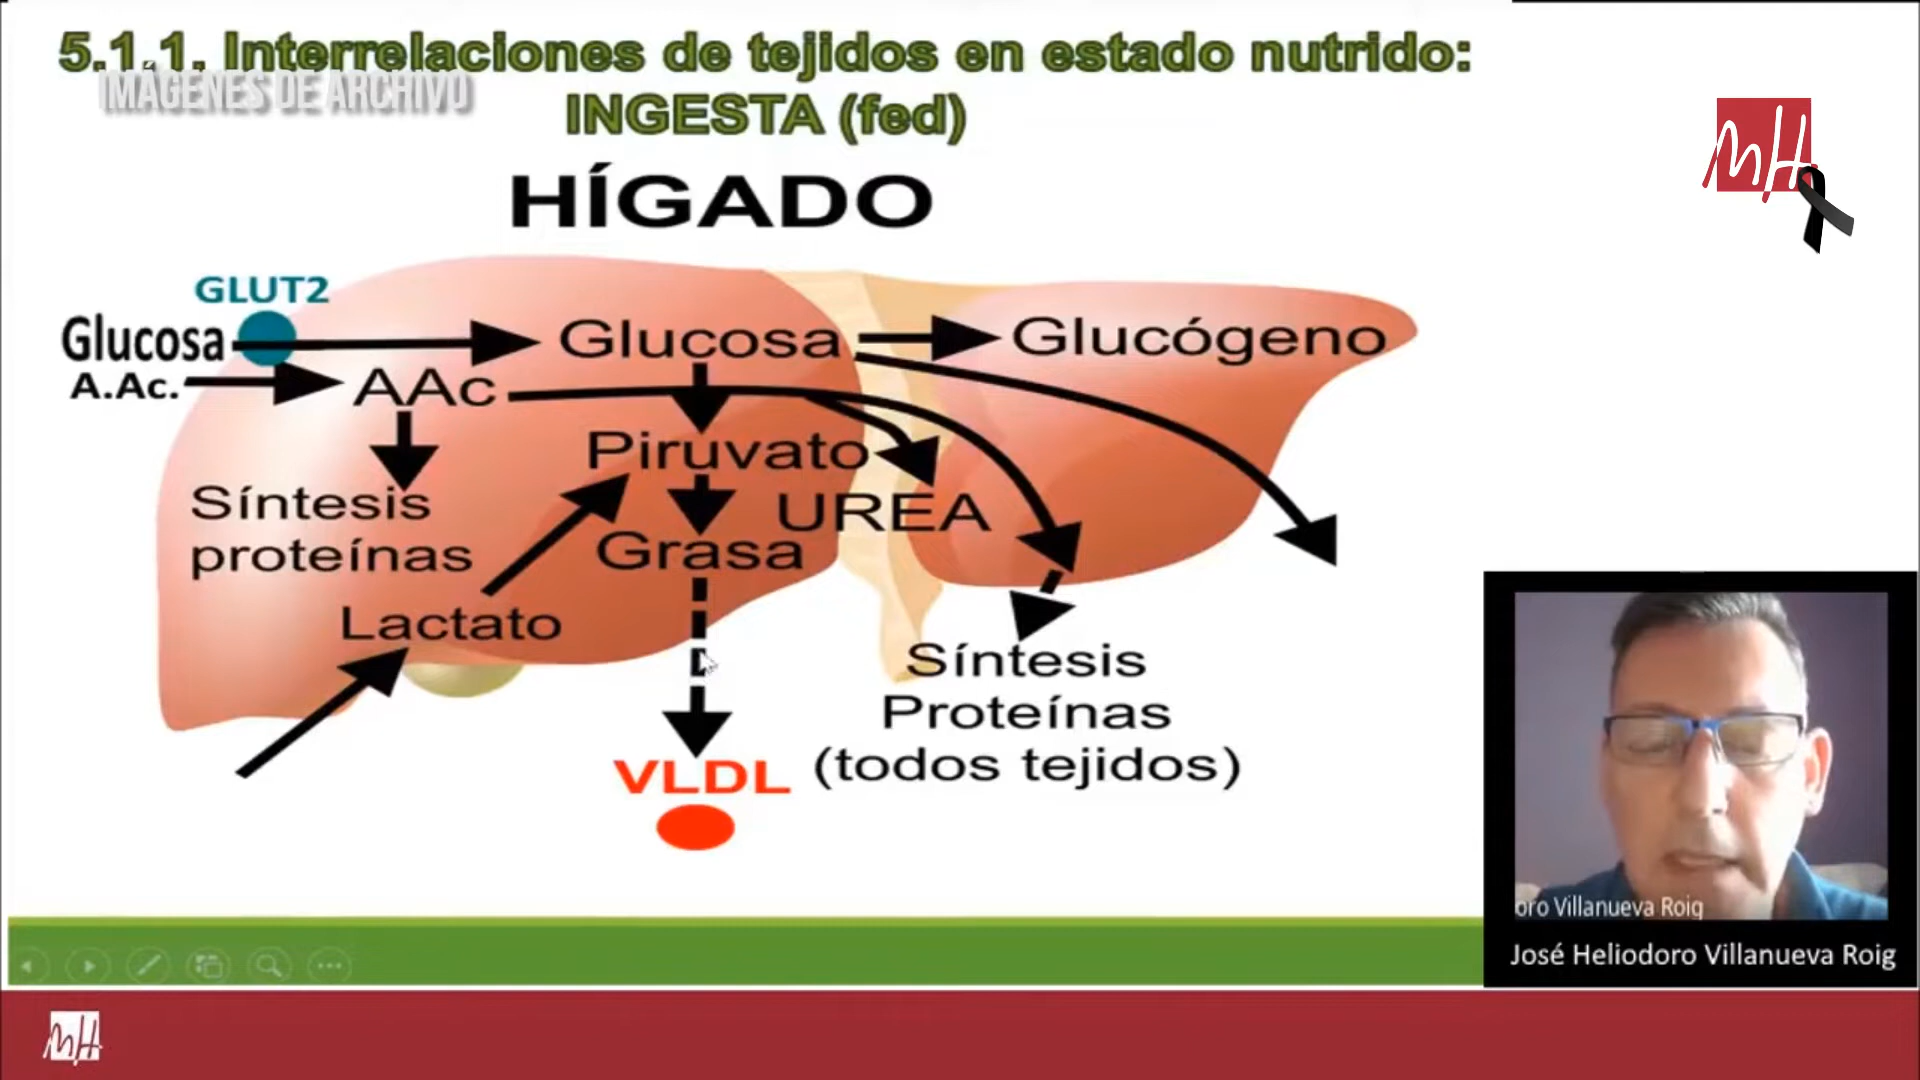 5.1.1. Interrelaciones de tejidos en estado nutrido:
IMÁGENES DE ARCHIVO
INGESTA (fed)
HÍGADO
MH
GLUT2
Glucosa
Glucosa
Glucógeno
A.Ac.
AAc
Piruvato
Síntesis
proteínas
UREA
Grasa
Lactato
Síntesis
Proteínas
(todos tejidos)
VLDL
oro Villanueva Roig
José Heliodoro Villanueva Roig
MH